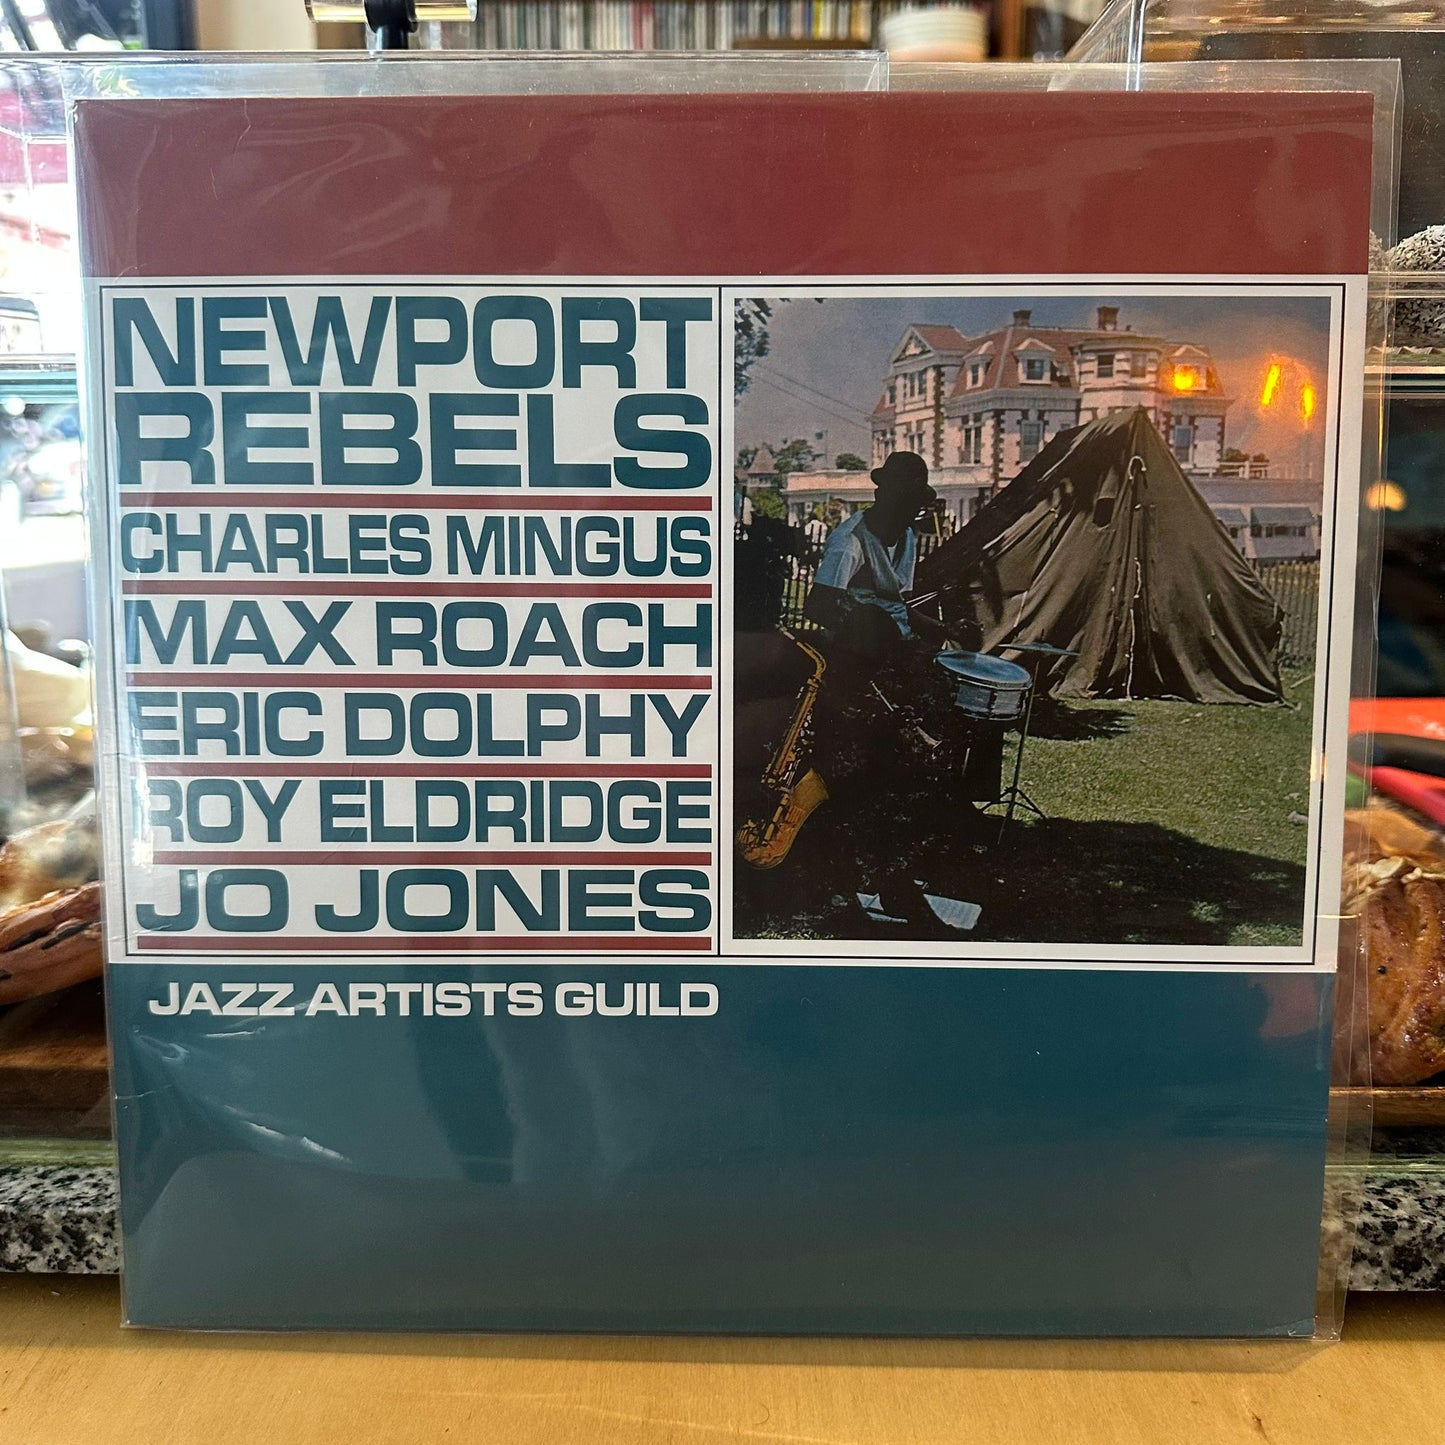 NEWPORT
REBELS
CHARLES MINGUS
MAX ROACH
ERIC DOLPHY
ROY ELDRIDGE
JO JONES
JAZZ ARTISTS GUILD